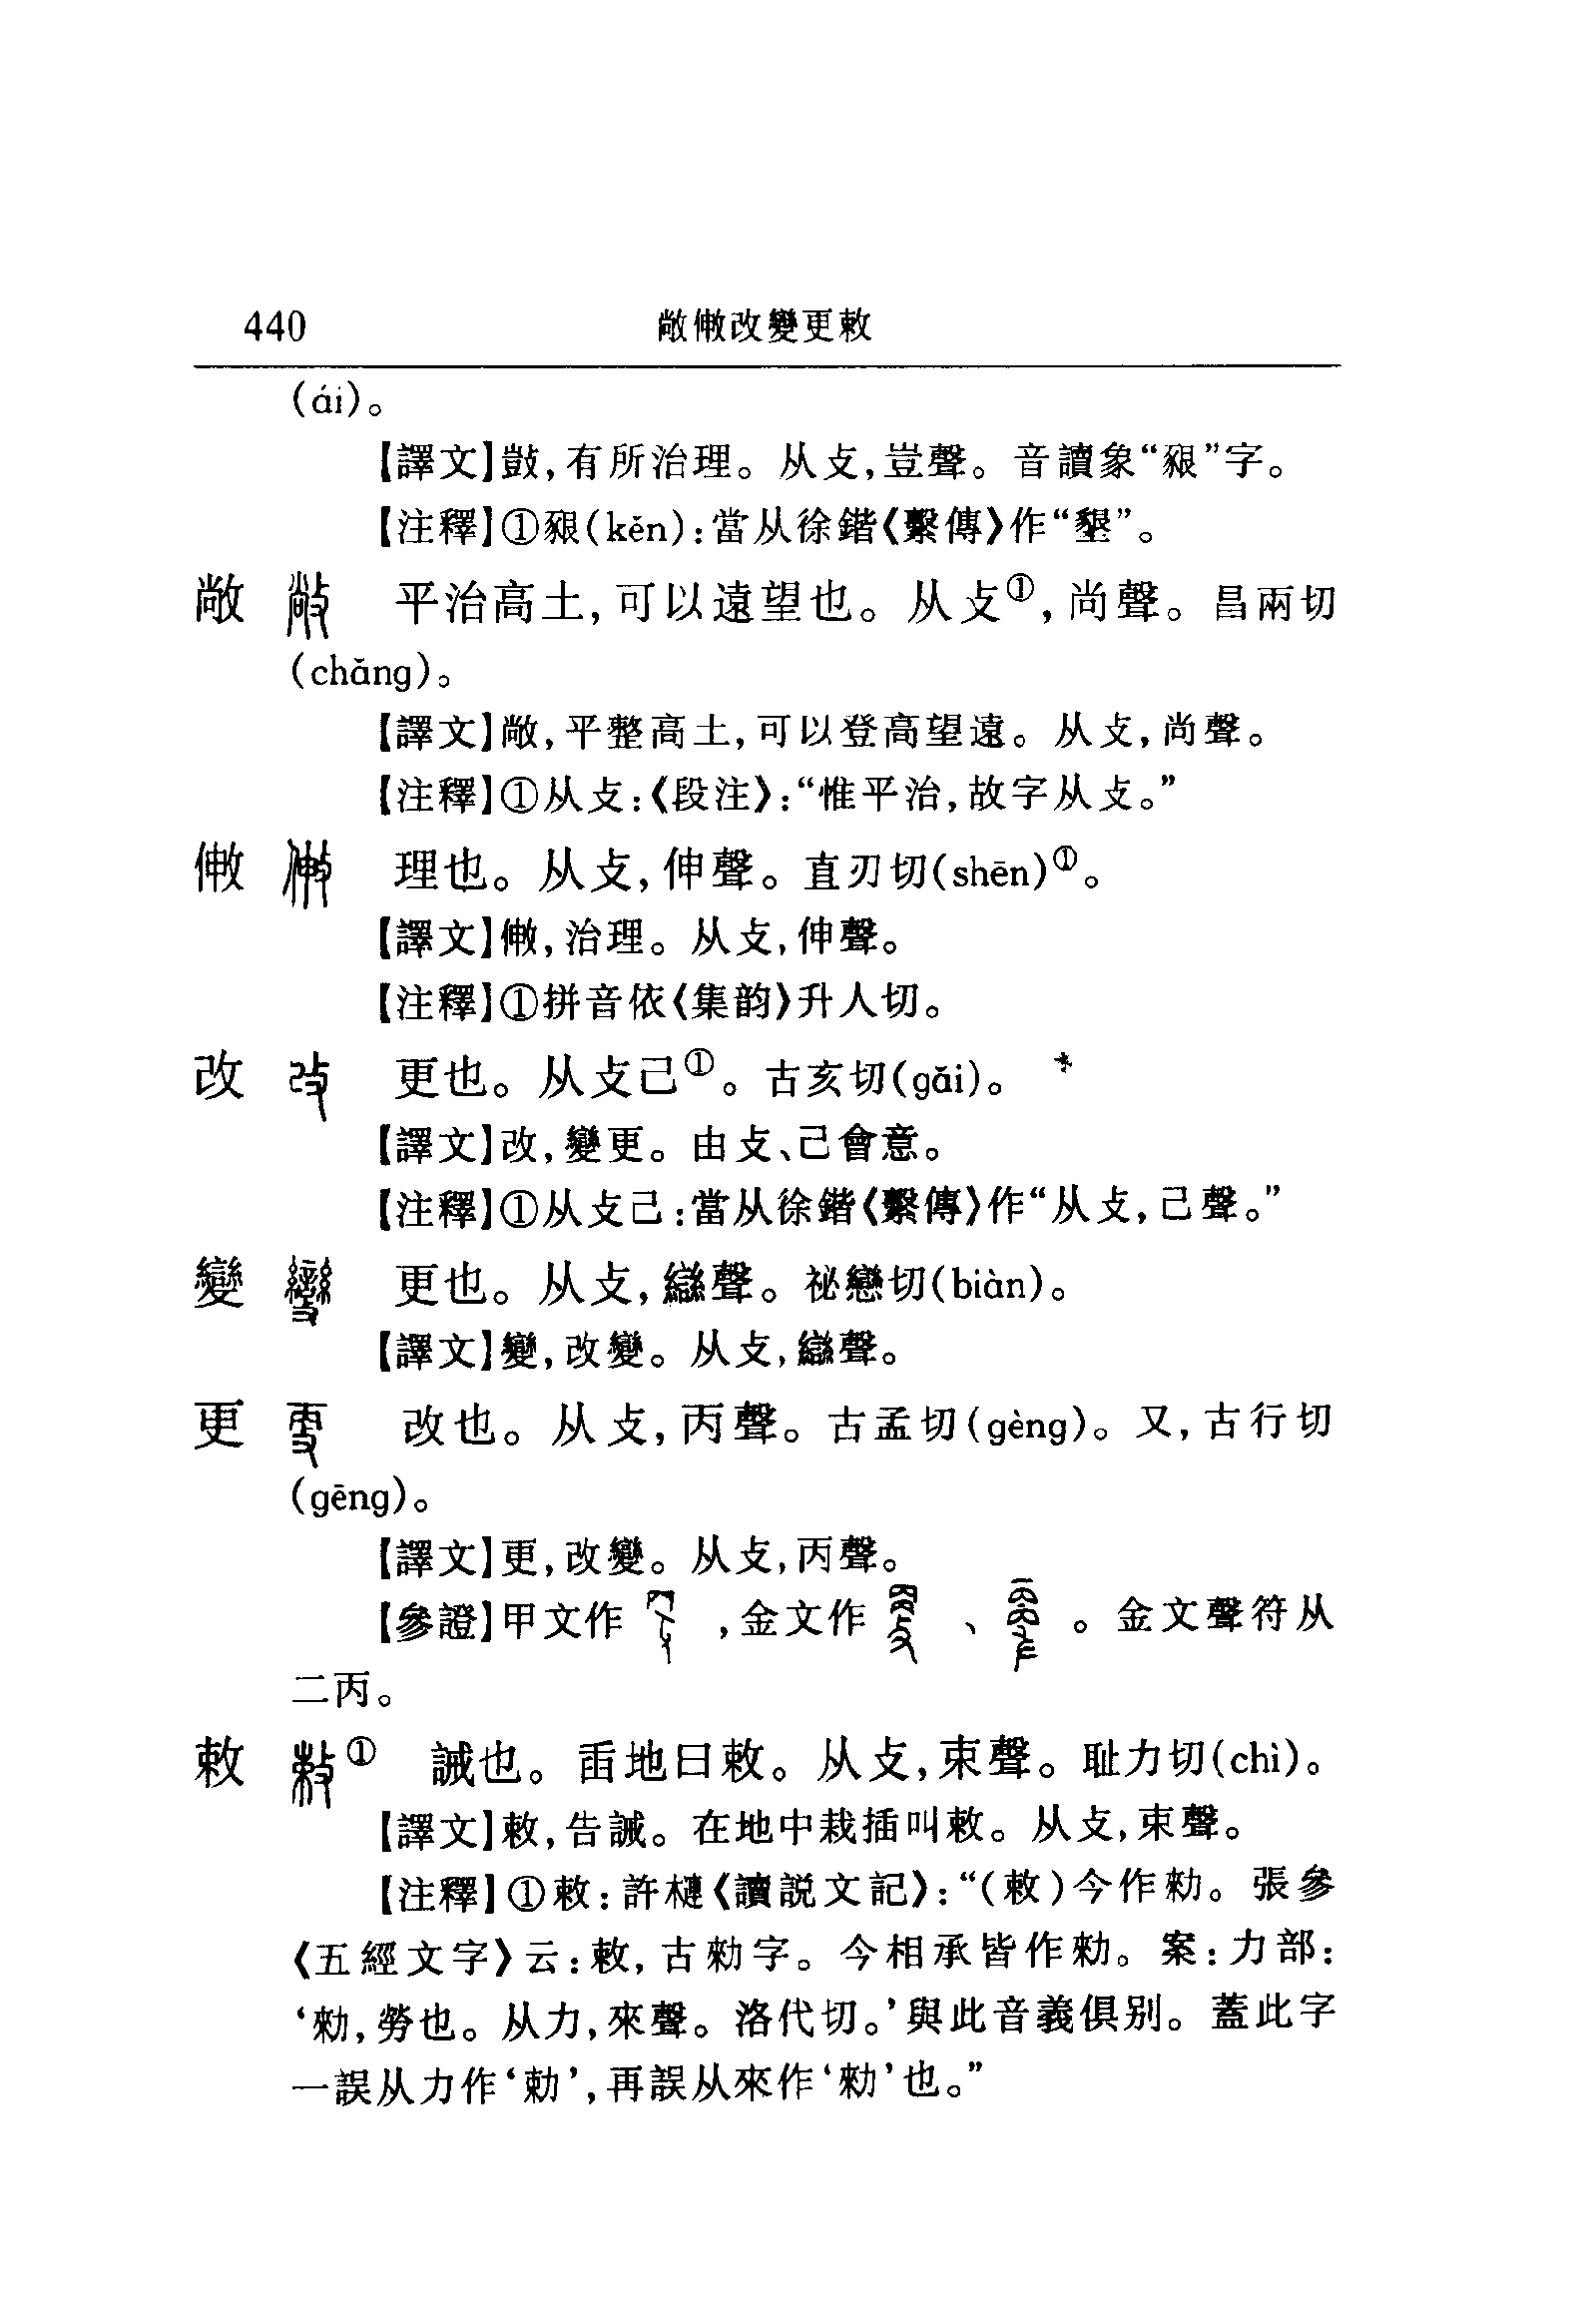 440 敞㪆改變更敕
(ái)。
【譯文】敳,有所治理。从攴,豈聲。音讀象“豤”字。
【注釋】①豤(kěn):當从徐鍇《繫傳》作“墾”。
敞 平治高土,可以遠望也。从攴①,尚聲。昌兩切
(chǎng)。
【譯文】敞,平整高土,可以登高望遠。从攴,尚聲。
【注釋】①从攴:《段注》:“惟平治,故字从攴。”
㪆 理也。从攴,伸聲。直刃切(shēn)①。
【譯文】㪆,治理。从攴,伸聲。
【注釋】①拼音依《集韵》升人切。
改 更也。从攴己①。古亥切(gǎi)。
【譯文】改,變更。由攴、己會意。
【注釋】①从攴己:當从徐鍇《繫傳》作“从攴,己聲。”
變 更也。从攴,䜌聲。祕戀切(biàn)。
【譯文】變,改變。从攴,䜌聲。
更 改也。从攴,丙聲。古孟切(gèng)。又,古行切
(gēng)。
【譯文】更,改變。从攴,丙聲。
【參證】甲文作 ,金文作 、 。金文聲符从
二丙。
敕 ① 誡也。臿地曰敕。从攴,束聲。耻力切(chì)。
【譯文】敕,告誡。在地中栽插叫敕。从攴,束聲。
【注釋】①敕:許槤《讀説文記》:“(敕)今作勑。張參
《五經文字》云:敕,古勑字。今相承皆作勑。案:力部:
‘勑,勞也。从力,來聲。洛代切。’與此音義俱别。蓋此字
一誤从力作‘勅’,再誤从來作‘勑’也。”